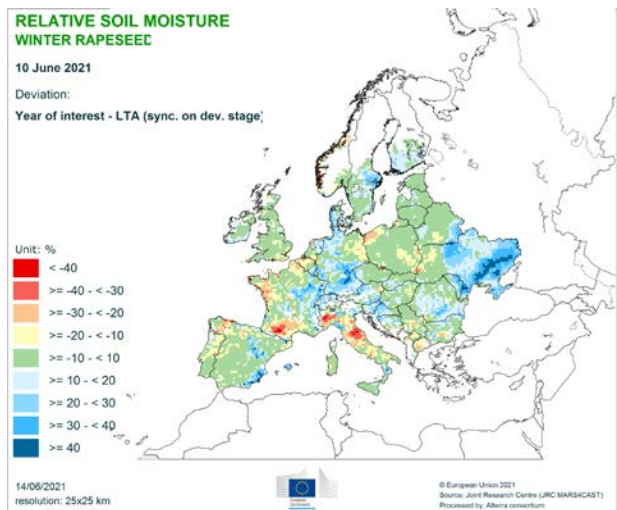 RELATIVE SOIL MOISTURE
WINTER RAPESEED
10 June 2021
Deviation:
Year of interest - LTA (sync. on dev. stage)
Unit: %
< -40
>= -40 - < -30
>= -30 - < -20
>= -20 - < -10
>= -10 - < 10
>= 10 - < 20
>= 20 - < 30
>= 30 - < 40
>= 40
14/06/2021
resolution: 25x25 km
European
Commission
© European Union 2021
Source: Joint Research Centre (JRC MARS4CAST)
Processed by: Alterra consortium